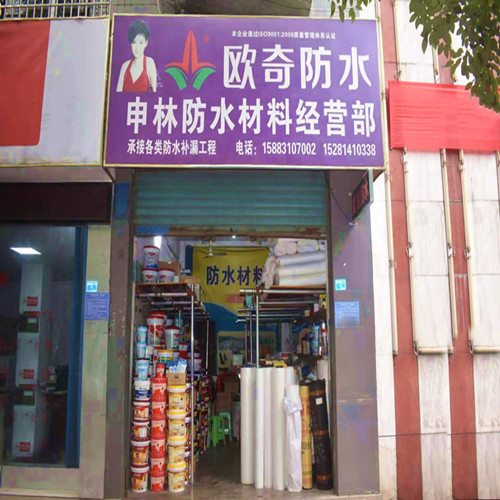 本企业通过ISO9001:2008质量管理体系认证
欧奇防水
申林防水材料经营部
承接各类防水补漏工程 电话:15883107002 15281410338
防水材料